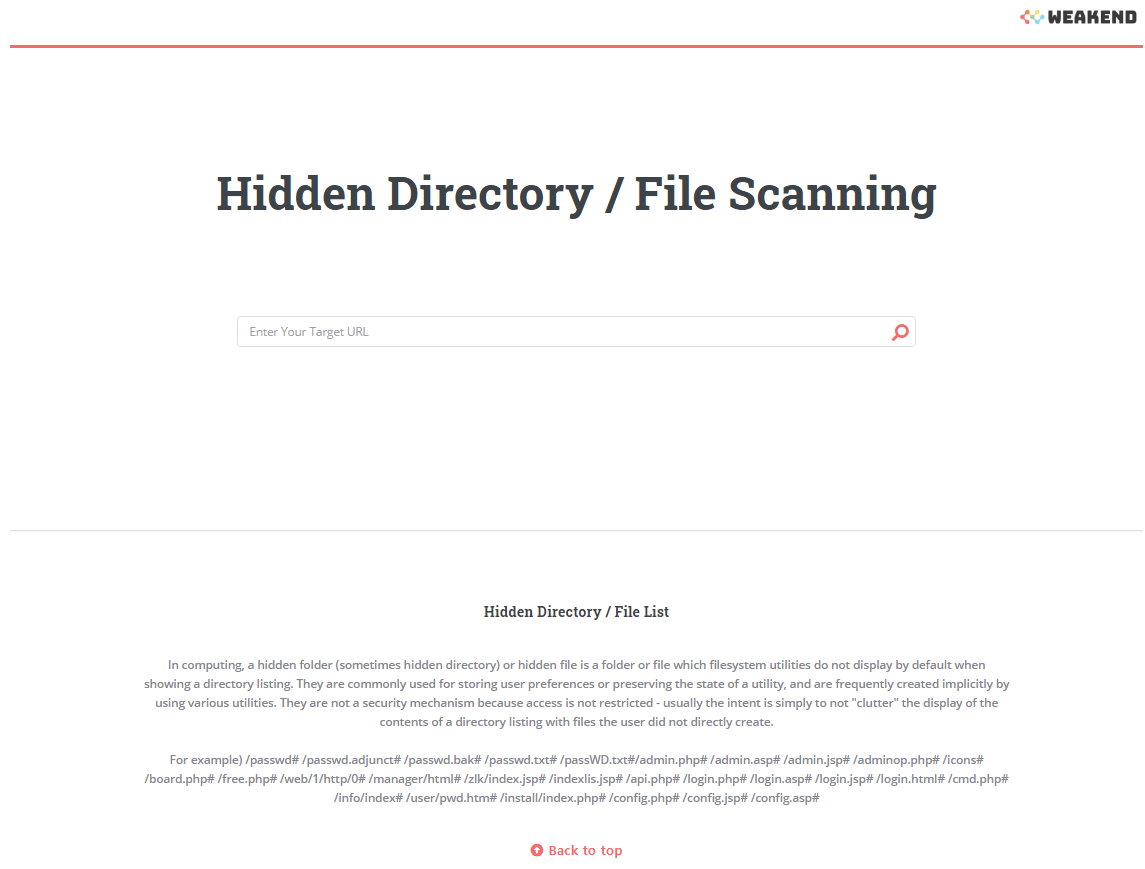 WEAKEND
Hidden Directory / File Scanning
Enter Your Target URL
Hidden Directory / File List
In computing, a hidden folder (sometimes hidden directory) or hidden file is a folder or file which filesystem utilities do not display by default when
showing a directory listing. They are commonly used for storing user preferences or preserving the state of a utility, and are frequently created implicitly by
using various utilities. They are not a security mechanism because access is not restricted - usually the intent is simply to not "clutter" the display of the
contents of a directory listing with files the user did not directly create.
For example) /passwd# /passwd.adjunct# /passwd.bak# /passwd.txt# /passWD.txt#/admin.php# /admin.asp# /admin.jsp# /adminop.php# /icons#
/board.php# /free.php# /web/1/http/0# /manager/html# /zlk/index.jsp# /indexlis.jsp# /api.php# /login.php# /login.asp# /login.jsp# /login.html# /cmd.php#
/info/index# /user/pwd.htm# /install/index.php# /config.php# /config.jsp# /config.asp#
Back to top